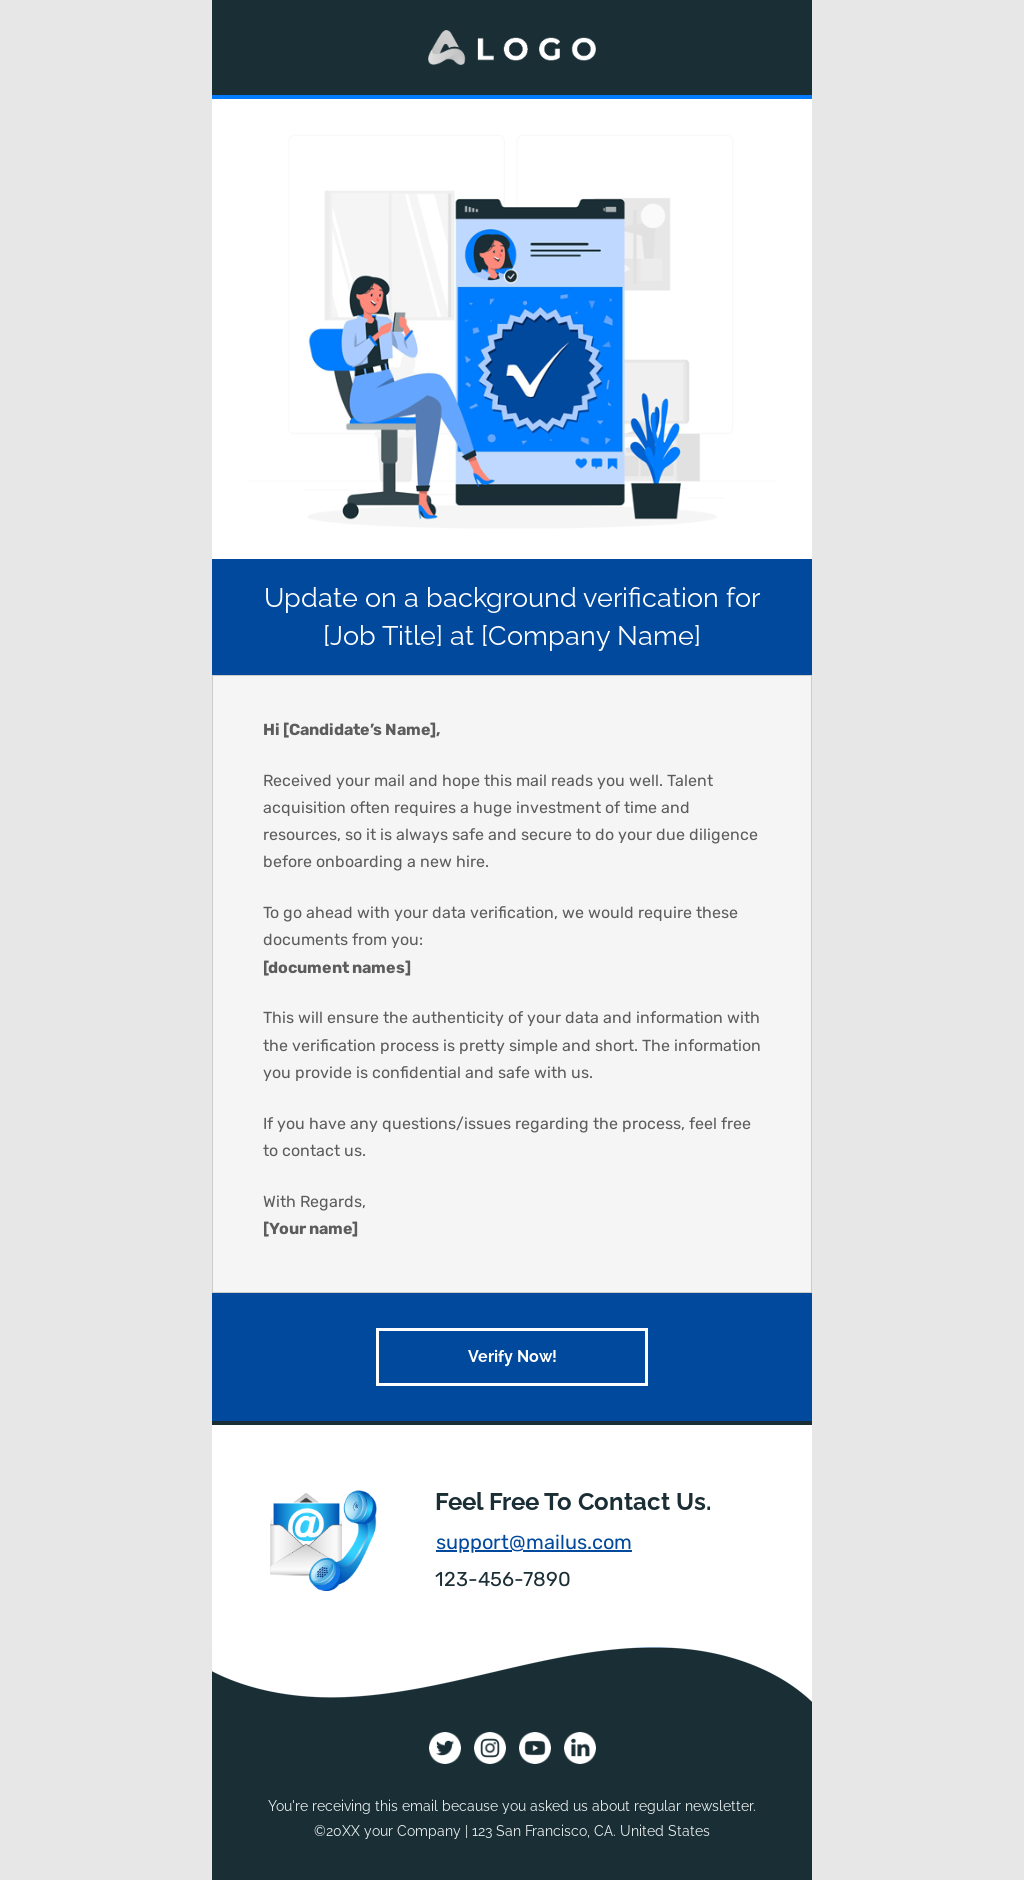 LOGO
Update on a background verification for
[Job Title] at [Company Name]
Hi [Candidate’s Name],
Received your mail and hope this mail reads you well. Talent
acquisition often requires a huge investment of time and
resources, so it is always safe and secure to do your due diligence
before onboarding a new hire.
To go ahead with your data verification, we would require these
documents from you:
[document names]
This will ensure the authenticity of your data and information with
the verification process is pretty simple and short. The information
you provide is confidential and safe with us.
If you have any questions/issues regarding the process, feel free
to contact us.
With Regards,
[Your name]
Verify Now!
@
Feel Free To Contact Us.
support@mailus.com
123-456-7890
in
You're receiving this email because you asked us about regular newsletter.
©20XX your Company | 123 San Francisco, CA. United States